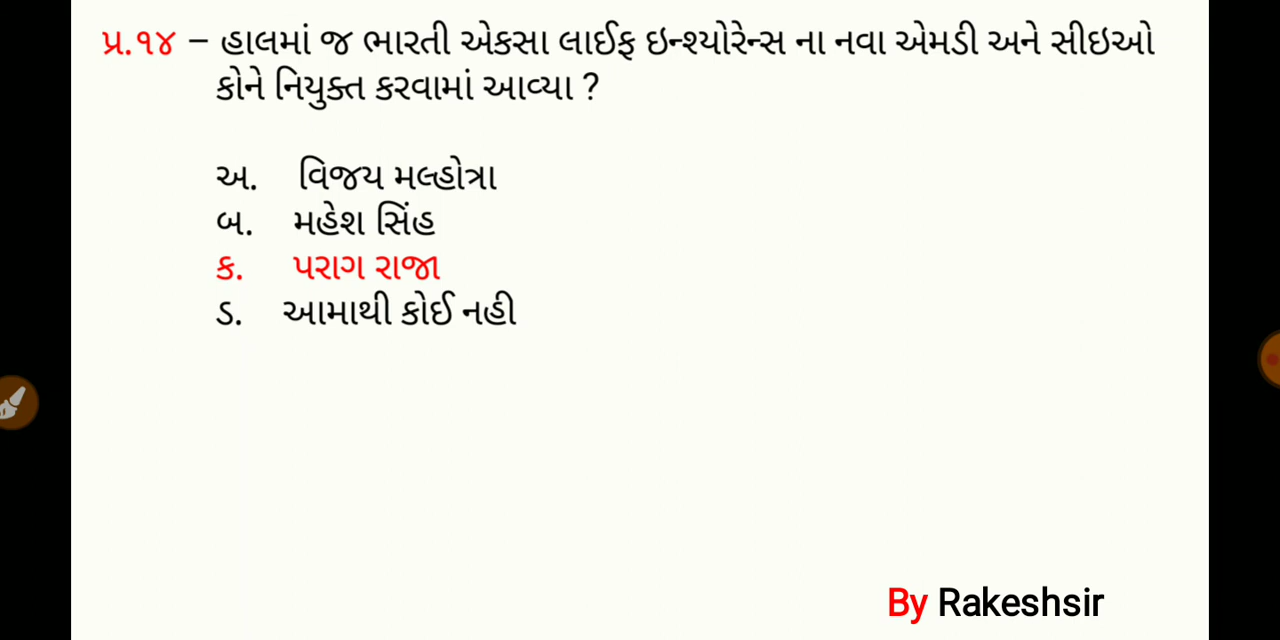 પ્ર.૧૪ – હાલમાં જ ભારતી એકસા લાઈફ ઇન્શ્યોરેન્સ ના નવા એમડી અને સીઇઓ
કોને નિયુક્ત કરવામાં આવ્યા ?
અ. વિજય મલ્હોત્રા
બ. મહેશ સિંહ
ક. પરાગ રાજા
ડ. આમાથી કોઈ નહી
By Rakeshsir